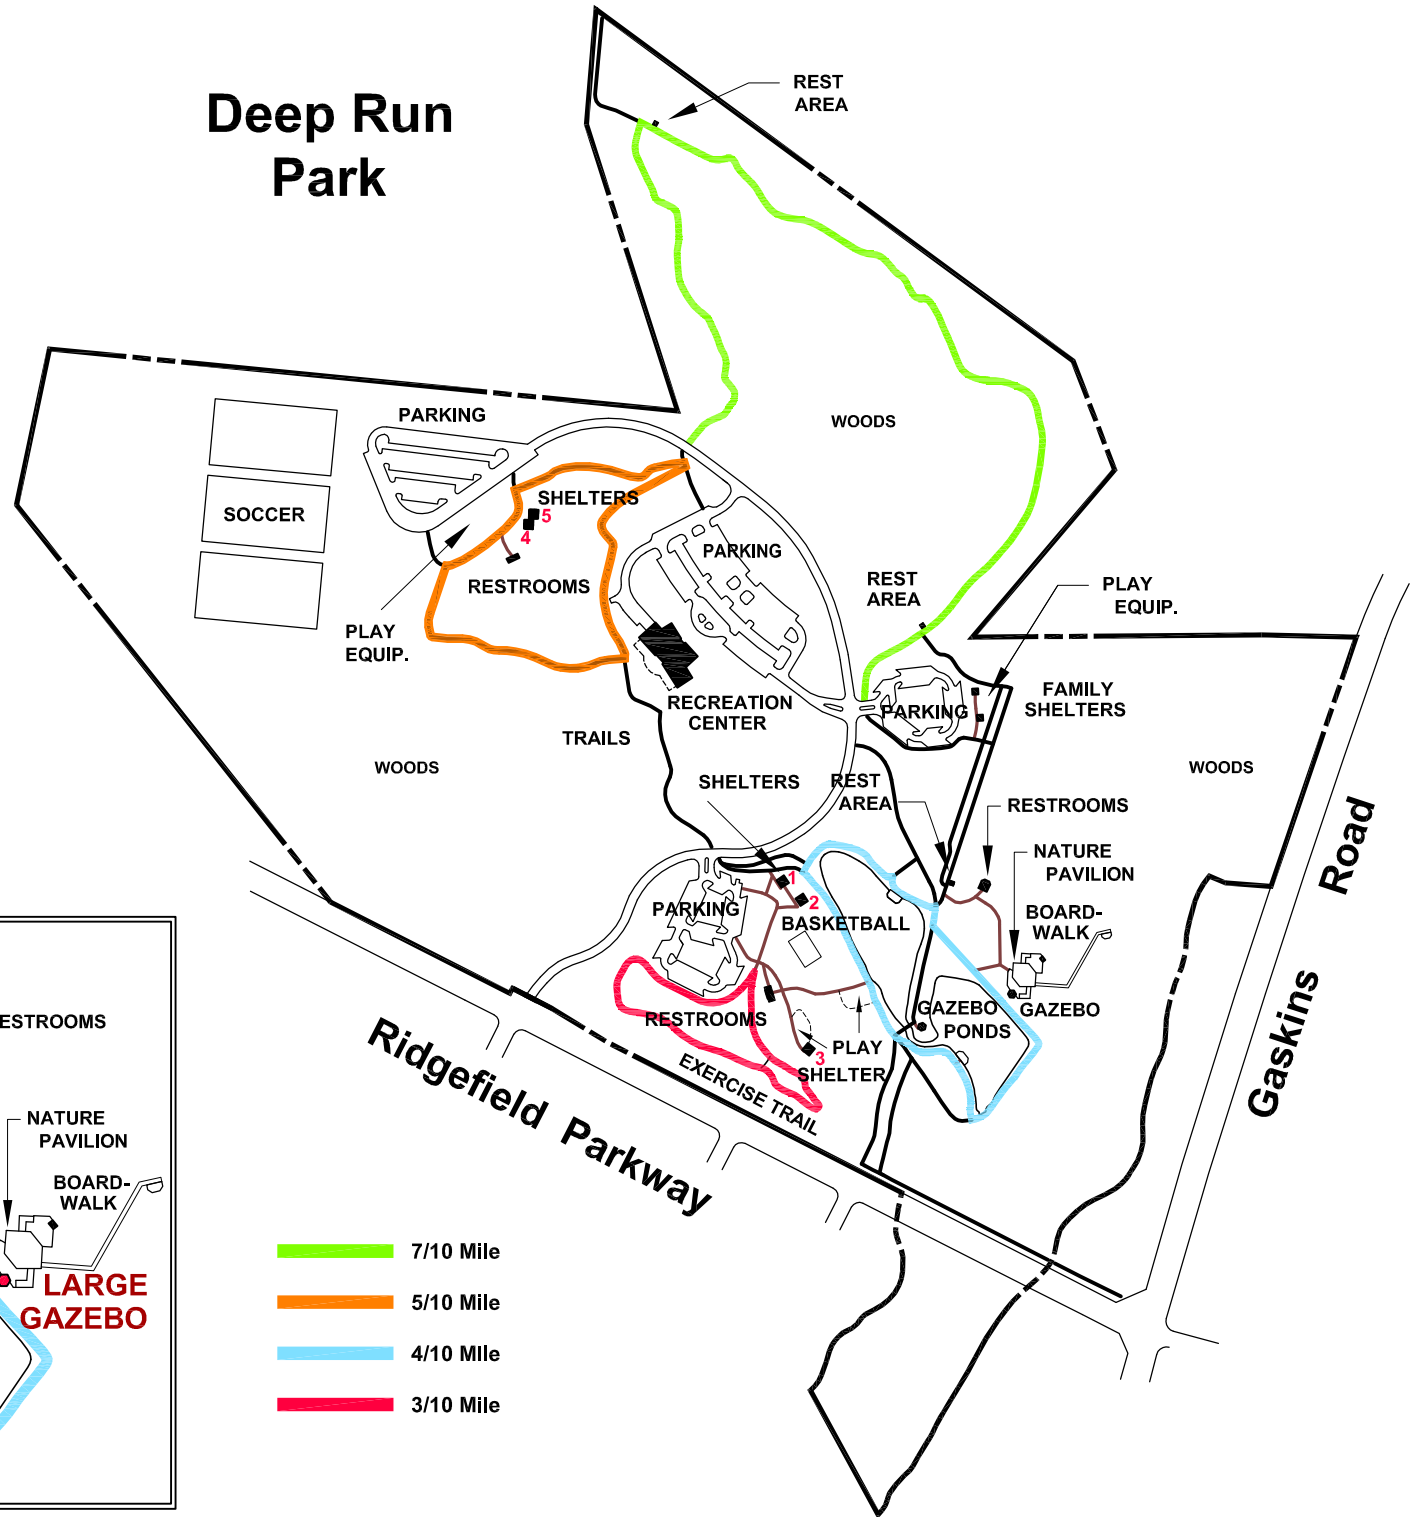 Deep Run
Park
REST
AREA
PARKING
WOODS
SOCCER
SHELTERS
5
4
PARKING
RESTROOMS
REST
AREA
PLAY
EQUIP.
PLAY
EQUIP.
FAMILY
SHELTERS
PARKING
RECREATION
CENTER
TRAILS
WOODS
WOODS
SHELTERS
REST
AREA
RESTROOMS
NATURE
PAVILION
1
2
PARKING
BASKETBALL
BOARD-
WALK
GAZEBO
PONDS
GAZEBO
RESTROOMS
PLAY
3
SHELTER
EXERCISE TRAIL
Ridgefield Parkway
Gaskins Road
ESTROOMS
NATURE
PAVILION
BOARD-
WALK
LARGE
GAZEBO
7/10 Mile
5/10 Mile
4/10 MIle
3/10 Mile